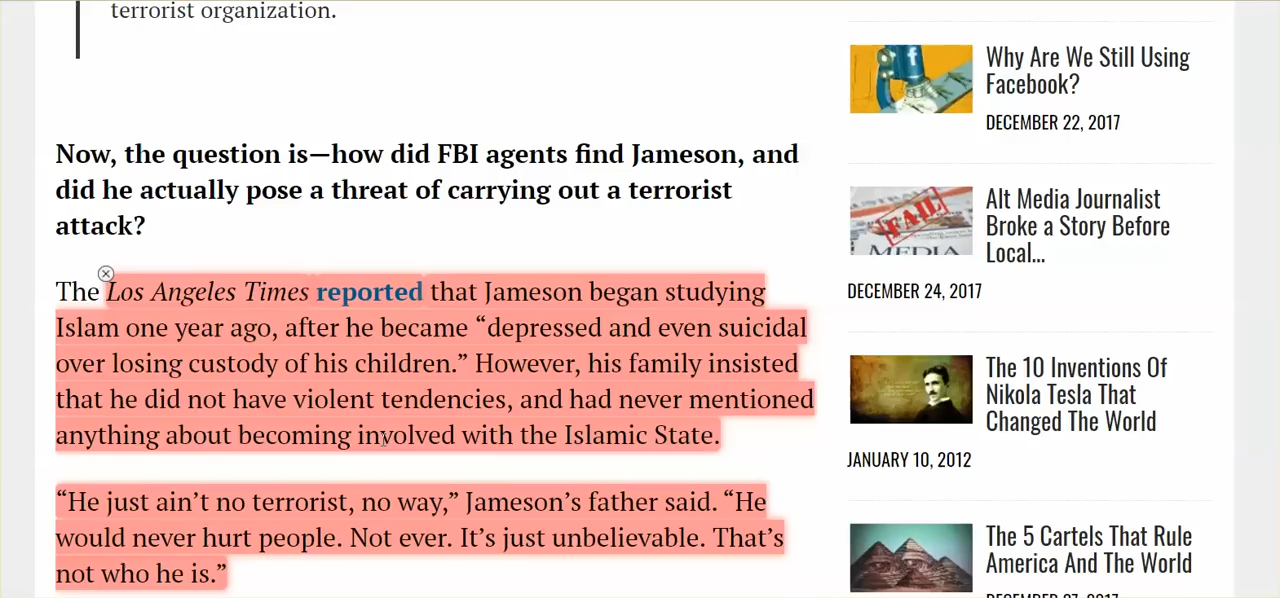 terrorist organization.
Now, the question is—how did FBI agents find Jameson, and
did he actually pose a threat of carrying out a terrorist
attack?
The Los Angeles Times reported that Jameson began studying
Islam one year ago, after he became “depressed and even suicidal
over losing custody of his children.” However, his family insisted
that he did not have violent tendencies, and had never mentioned
anything about becoming involved with the Islamic State.
“He just ain’t no terrorist, no way,” Jameson’s father said. “He
would never hurt people. Not ever. It’s just unbelievable. That’s
not who he is.”
Why Are We Still Using
Facebook?
DECEMBER 22, 2017
FAIL
MEDIA
Alt Media Journalist
Broke a Story Before
Local...
DECEMBER 24, 2017
The 10 Inventions Of
Nikola Tesla That
Changed The World
JANUARY 10, 2012
The 5 Cartels That Rule
America And The World